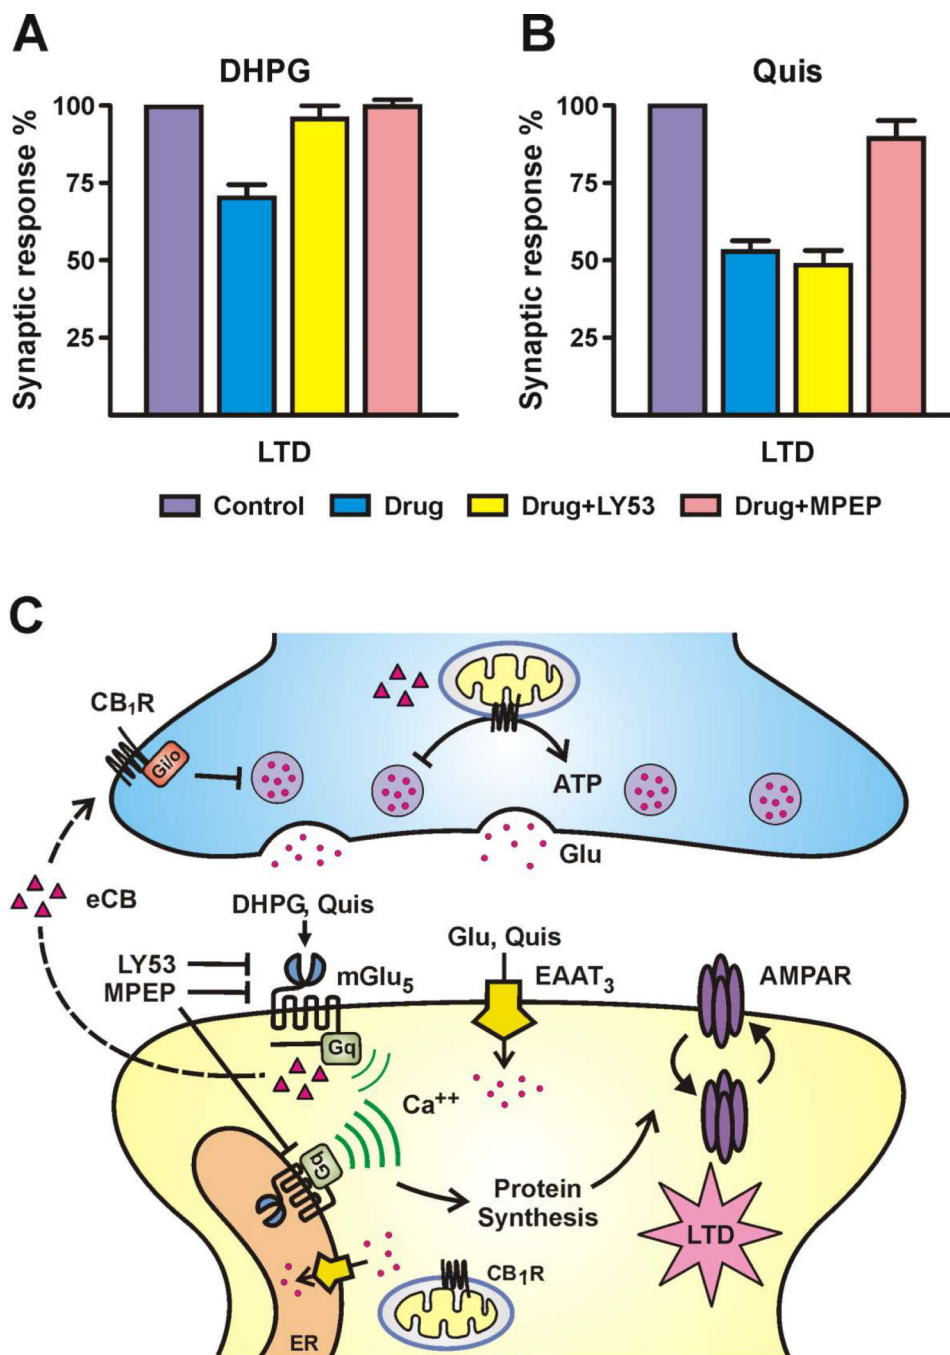 A
DHPG
Synaptic response %
100
75
50
25
LTD
B
Quis
Synaptic response %
100
75
50
25
LTD
Control
Drug
Drug+LY53
Drug+MPEP
C
CB1R
Gi/o
ATP
Glu
eCB
DHPG, Quis
LY53
MPEP
mGlu5
Gq
Glu, Quis
EAAT3
AMPAR
Ca++
Gq
Protein
Synthesis
LTD
CB1R
ER